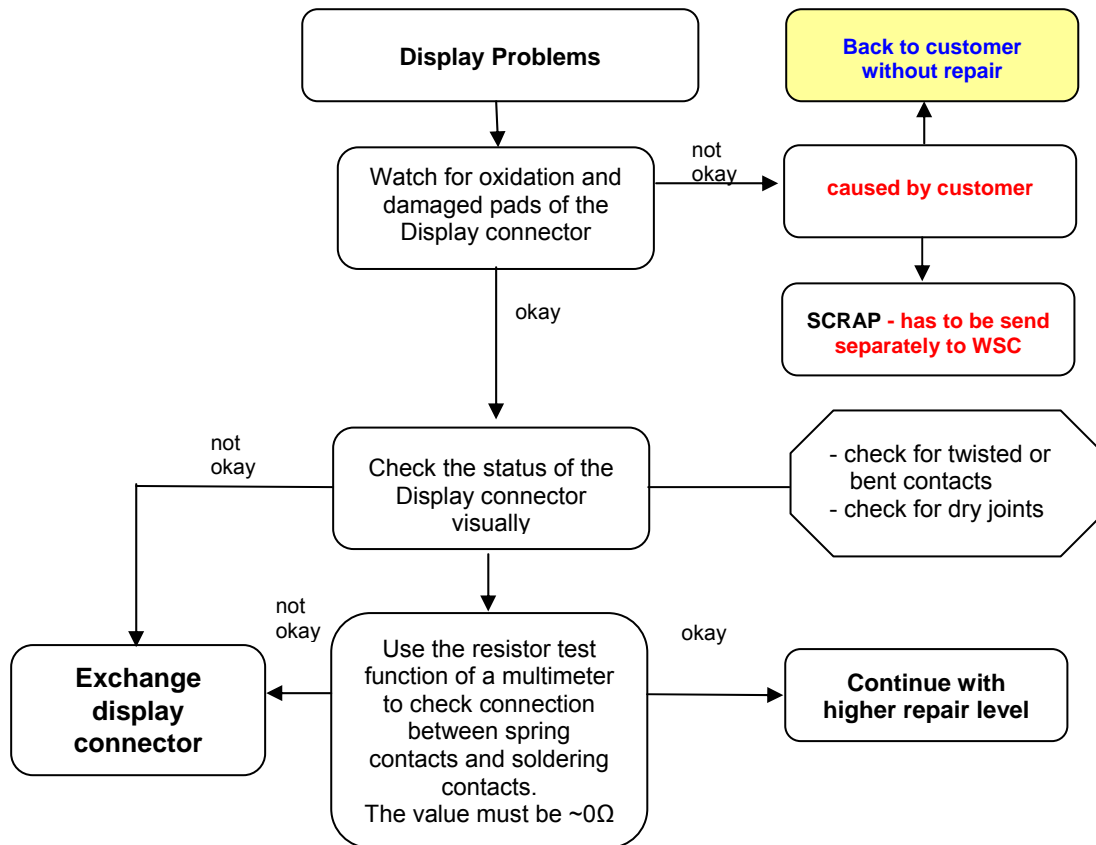 Display Problems
Back to customer
without repair
not
okay
Watch for oxidation and
damaged pads of the
Display connector
caused by customer
okay
SCRAP - has to be send
separately to WSC
not
okay
Check the status of the
Display connector
visually
- check for twisted or
bent contacts
- check for dry joints
not
okay
Use the resistor test
function of a multimeter
to check connection
between spring
contacts and soldering
contacts.
The value must be ~0Ω
okay
Exchange
display
connector
Continue with
higher repair level